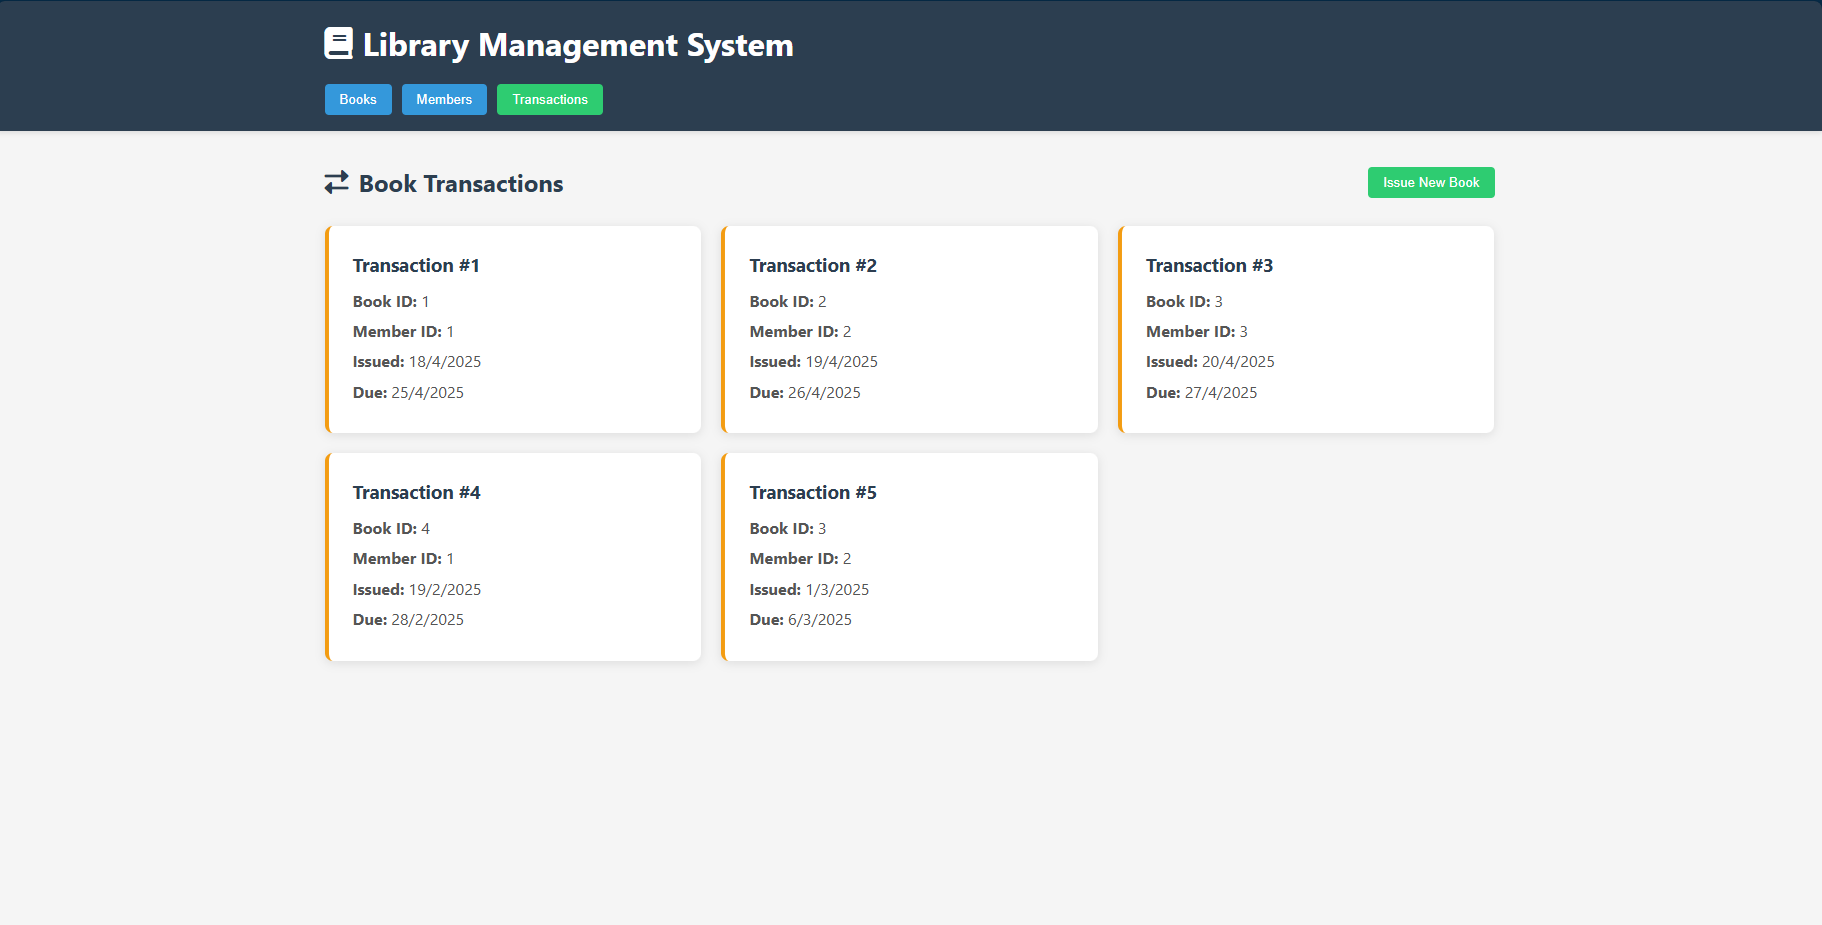 Library Management System
Books Members Transactions
Book Transactions
Issue New Book
Transaction #1
Book ID: 1
Member ID: 1
Issued: 18/4/2025
Due: 25/4/2025
Transaction #2
Book ID: 2
Member ID: 2
Issued: 19/4/2025
Due: 26/4/2025
Transaction #3
Book ID: 3
Member ID: 3
Issued: 20/4/2025
Due: 27/4/2025
Transaction #4
Book ID: 4
Member ID: 1
Issued: 19/2/2025
Due: 28/2/2025
Transaction #5
Book ID: 3
Member ID: 2
Issued: 1/3/2025
Due: 6/3/2025